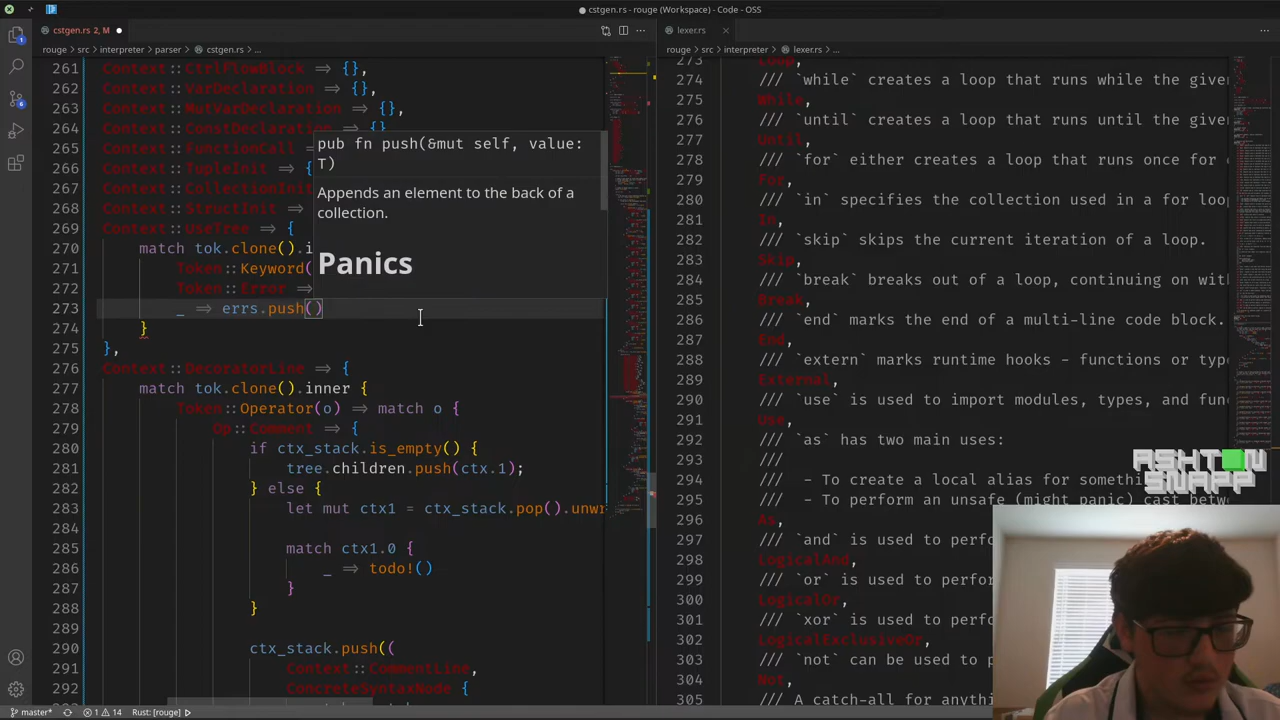 cstgen.rs - rouge (Workspace) - Code - OSS
cstgen.rs 2, M
rouge > src > interpreter > parser > cstgen.rs > ...
261 Context::CtrlFlowBlock => {},
262 Context::VarDeclaration => {},
263 Context::MutVarDeclaration => {},
264 Context::ConstDeclaration => {}
265 Context::FunctionCall
266 Context::TupleInit => {
267 Context::CollectionInit
268 Context::StructInit =>
269 Context::UseTree => {
270 match tok.clone().i
271 Token::Keyword(
272 Token::Error =>
273 _ => errs.push()
274 }
275 },
276 Context::DecoratorLine => {
277 match tok.clone().inner {
278 Token::Operator(o) => match o {
279 Op::Comment => {
280 if ctx_stack.is_empty() {
281 tree.children.push(ctx.1);
282 } else {
283 let mut ctx1 = ctx_stack.pop().unwr
284
285 match ctx1.0 {
286 _ => todo!()
287 }
288 }
289
290 ctx_stack.push((
291 Context::CommentLine,
292 ConcreteSyntaxNode {
pub fn push(&mut self, value:
T)
Appends an element to the back of a
collection.
Panics
lexer.rs
rouge > src > interpreter > lexer.rs > ...
273 Loop,
274 /// `while` creates a loop that runs while the give
275 While,
276 /// `until` creates a loop that runs until the give
277 Until,
278 /// `for` either creates a loop that runs once for
279 For,
280 /// `in` specifies the collection used in a for loo
281 In,
282 /// `skip` skips the current iteration of a loop.
283 Skip,
284 /// `break` breaks out of a loop, continuing on wit
285 Break,
286 /// `end` marks the end of a multi-line code block.
287 End,
288 /// `extern` marks runtime hooks - functions or type
289 External,
290 /// `use` is used to import modules, types, and fun
291 Use,
292 /// `as` has two main uses:
293 ///
294 /// - To create a local alias for somethi
295 /// - To perform an unsafe (might panic) cast betwe
296 As,
297 /// `and` is used to perfo
298 LogicalAnd,
299 /// `or` is used to perfor
300 LogicalOr,
301 /// `xor` is used to perfo
302 LogicalExclusiveOr,
303 /// `not` can be used to p
304 Not,
305 /// A catch-all for anythin
ASHTON
SNAPP
master* 1 14 Rust: [rouge]